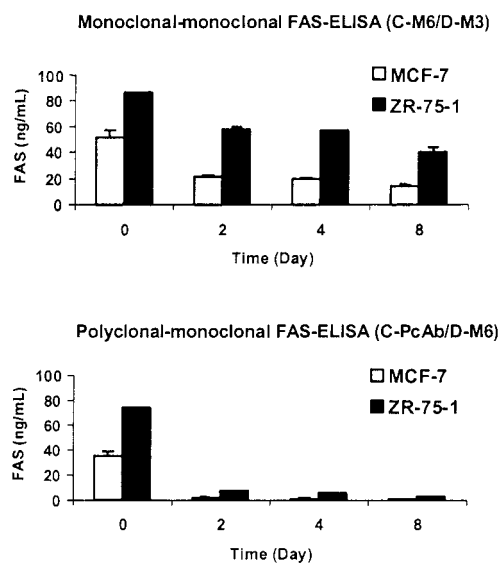 Monoclonal-monoclonal FAS-ELISA (C-M6/D-M3)
MCF-7
ZR-75-1
FAS (ng/mL)
100
80
60
40
20
0
0 2 4 8
Time (Day)
Polyclonal-monoclonal FAS-ELISA (C-PcAb/D-M6)
MCF-7
ZR-75-1
FAS (ng/mL)
100
80
60
40
20
0
0 2 4 8
Time (Day)